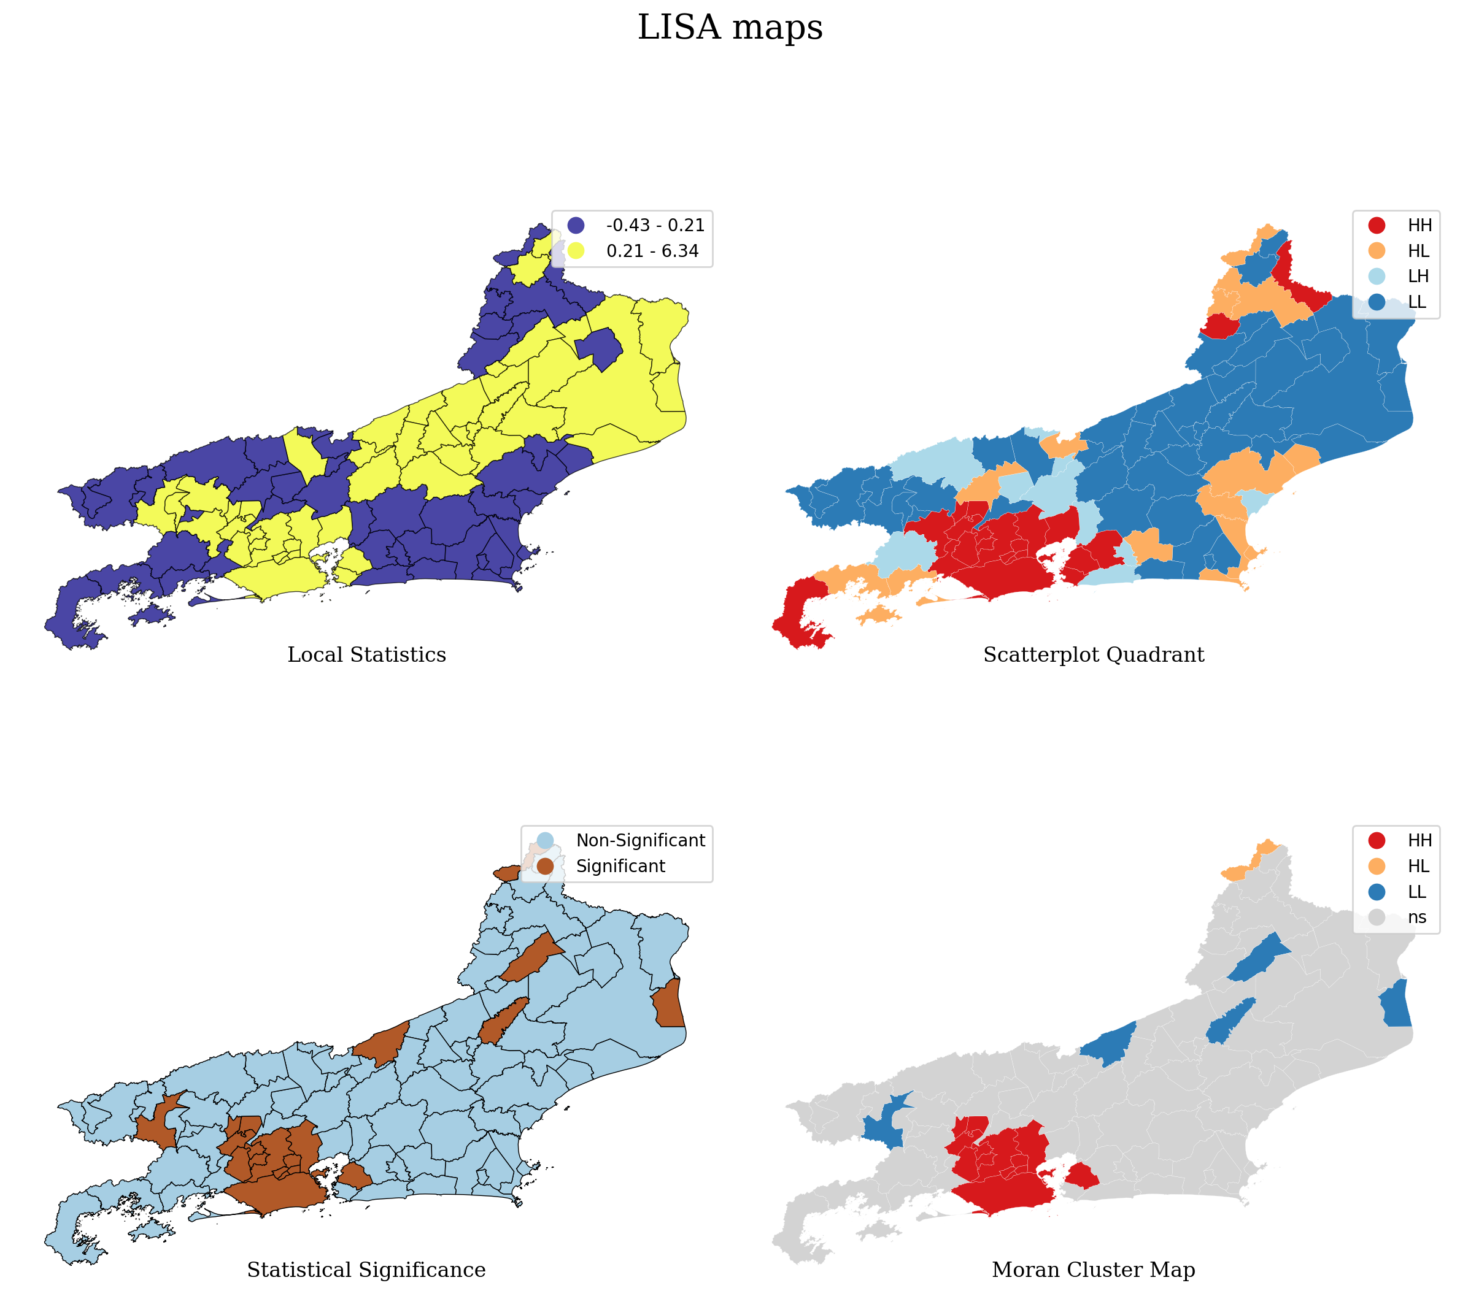 LISA maps
-0.43 - 0.21
0.21 - 6.34
Local Statistics
HH
HL
LH
LL
Scatterplot Quadrant
Non-Significant
Significant
Statistical Significance
HH
HL
LL
ns
Moran Cluster Map